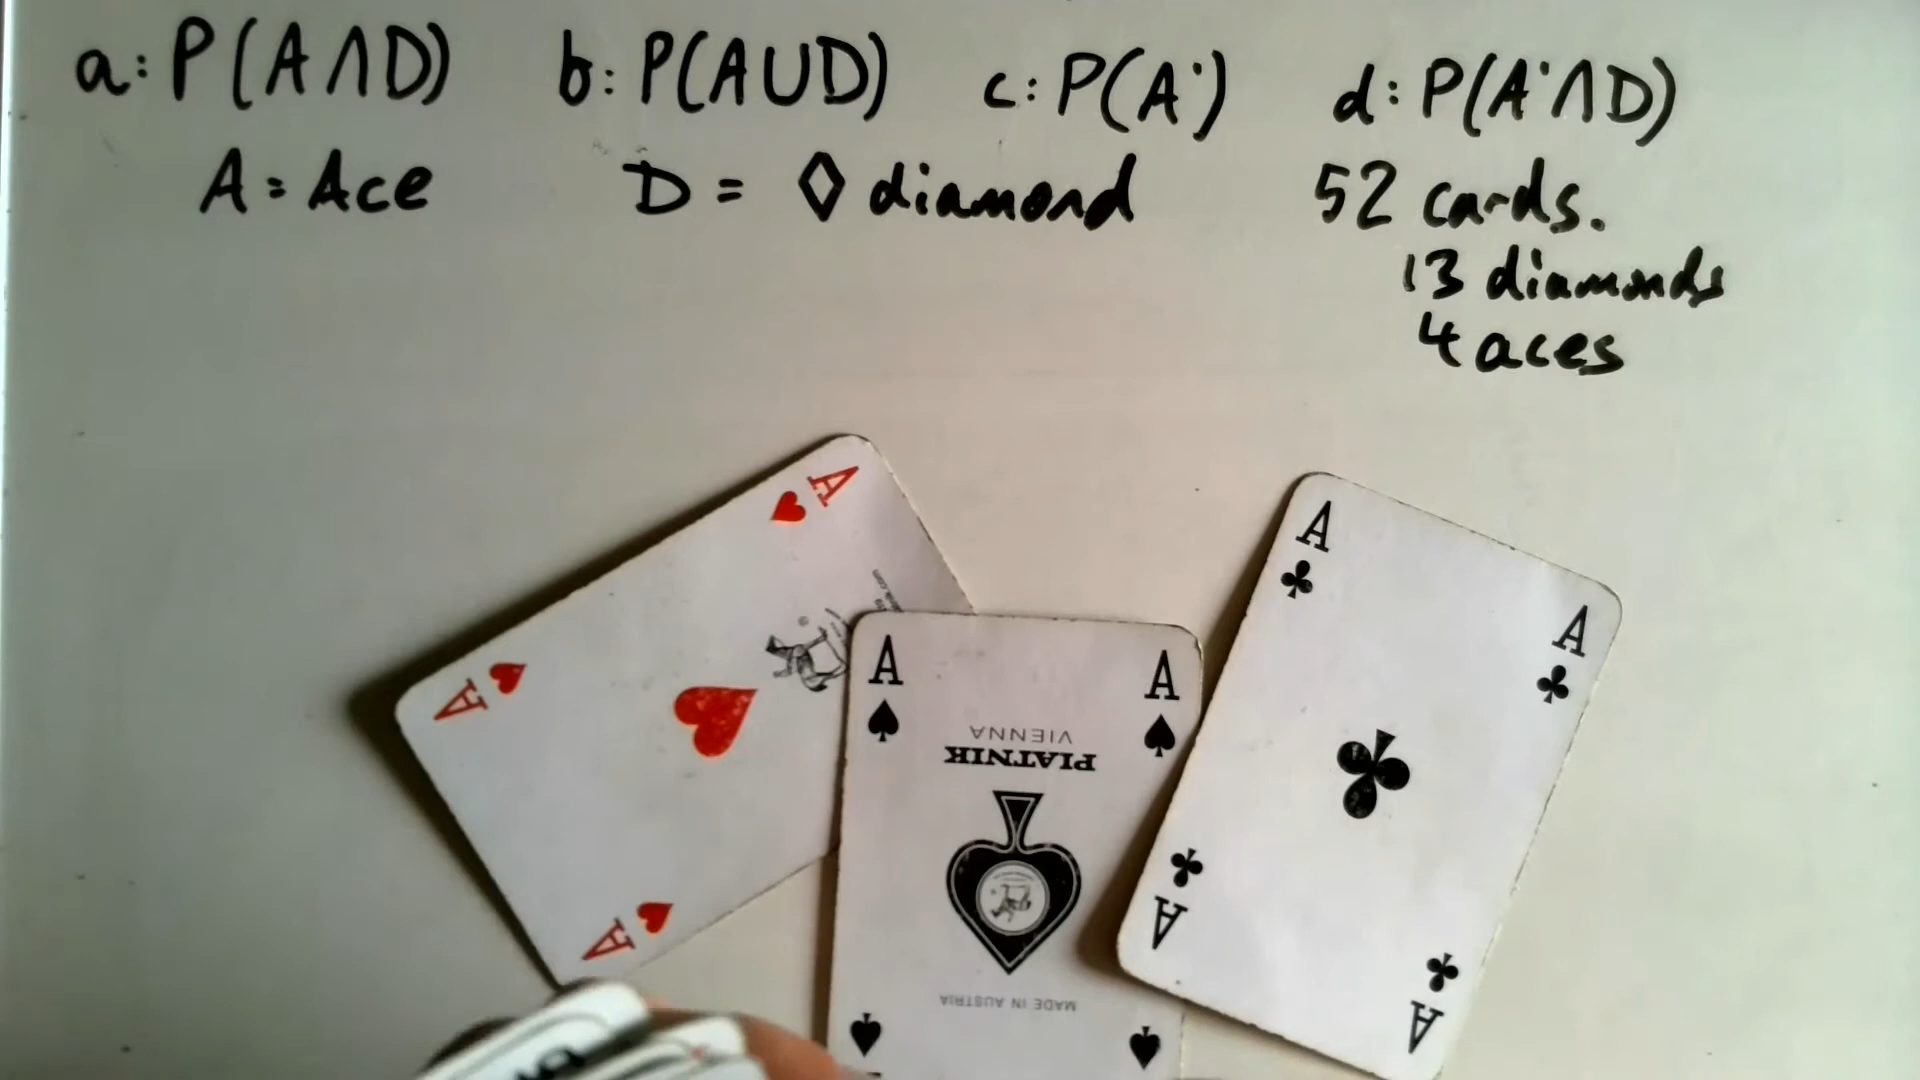 a: P(A∩D) b: P(A∪D) c: P(A') d: P(A'∩D)
A = Ace D = ◊ diamond 52 cards.
13 diamonds
4 aces
A
A
A
A
A A
VIENNA
PIATNIK
MADE IN AUSTRIA
A
A
A
A